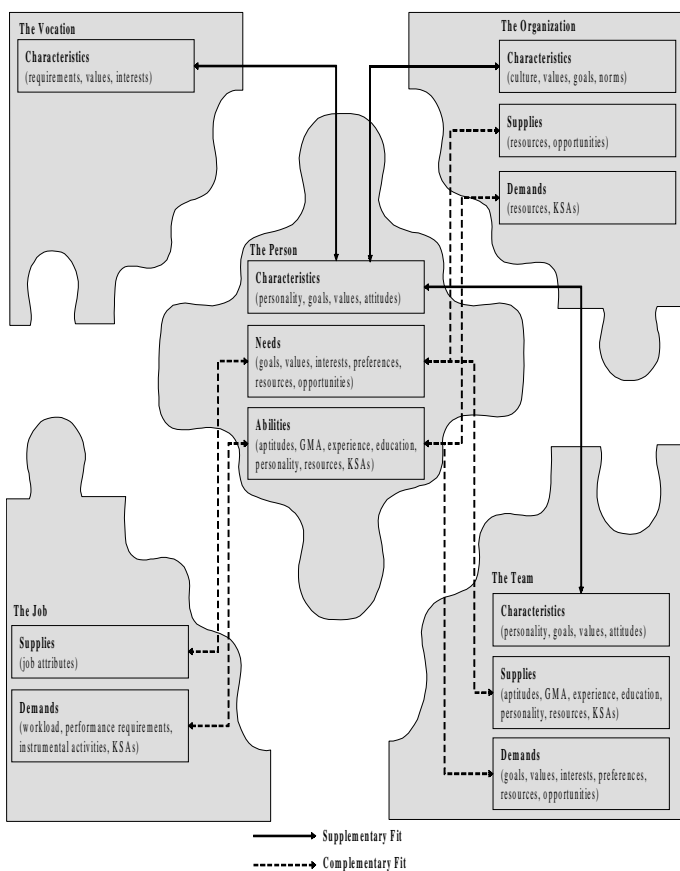 The Vocation
Characteristics
(requirements, values, interests)
The Organization
Characteristics
(culture, values, goals, norms)
Supplies
(resources, opportunities)
Demands
(resources, KSAs)
The Person
Characteristics
(personality, goals, values, attitudes)
Needs
(goals, values, interests, preferences,
resources, opportunities)
Abilities
(aptitudes, GMA, experience, education,
personality, resources, KSAs)
The Job
Supplies
(job attributes)
Demands
(workload, performance requirements,
instrumental activities, KSAs)
The Team
Characteristics
(personality, goals, values, attitudes)
Supplies
(aptitudes, GMA, experience, education,
personality, resources, KSAs)
Demands
(goals, values, interests, preferences,
resources, opportunities)
Supplementary Fit
Complementary Fit